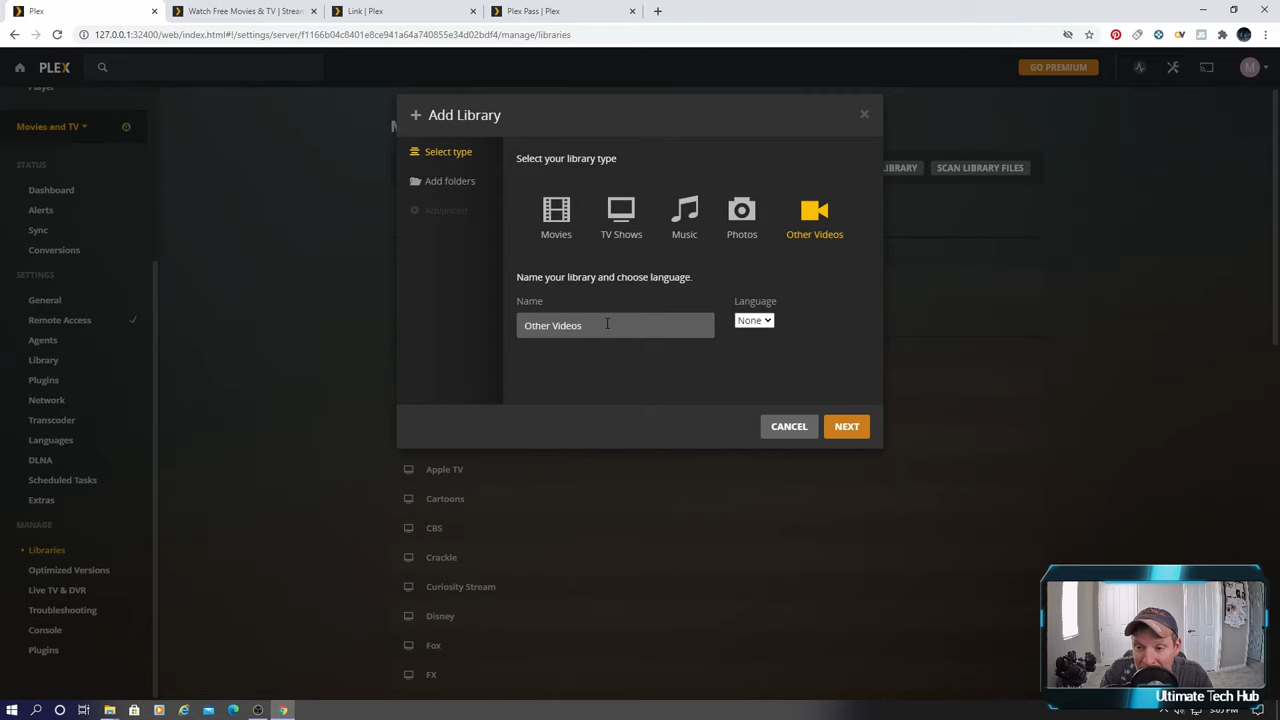 Plex
Watch Free Movies & TV | Stream
Link | Plex
Plex Pass | Plex
127.0.0.1:32400/web/index.html#!/settings/server/f1166b04c8401e8ce941a64a740855e34d02bdf4/manage/libraries
PLEX
GO PREMIUM
M
Player
Movies and TV
STATUS
Dashboard
Alerts
Sync
Conversions
SETTINGS
General
Remote Access
Agents
Library
Plugins
Network
Transcoder
Languages
DLNA
Scheduled Tasks
Extras
MANAGE
Libraries
Optimized Versions
Live TV & DVR
Troubleshooting
Console
Plugins
LIBRARY
SCAN LIBRARY FILES
Add Library
Select type
Add folders
Advanced
Select your library type
Movies
TV Shows
Music
Photos
Other Videos
Name your library and choose language.
Name
Language
Other Videos
None
CANCEL
NEXT
Apple TV
Cartoons
CBS
Crackle
Curiosity Stream
Disney
Fox
FX
Ultimate Tech Hub